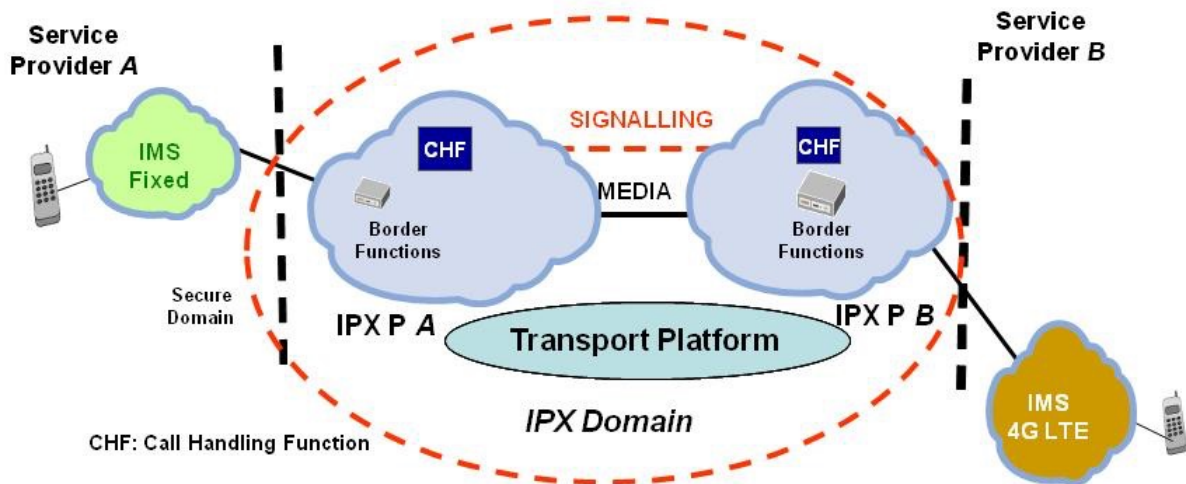 Service
Provider A
Service
Provider B
IMS
Fixed
CHF
SIGNALLING
CHF
MEDIA
Border
Functions
Border
Functions
Secure
Domain
IPX P A
IPX P B
Transport Platform
IPX Domain
IMS
4G LTE
CHF: Call Handling Function